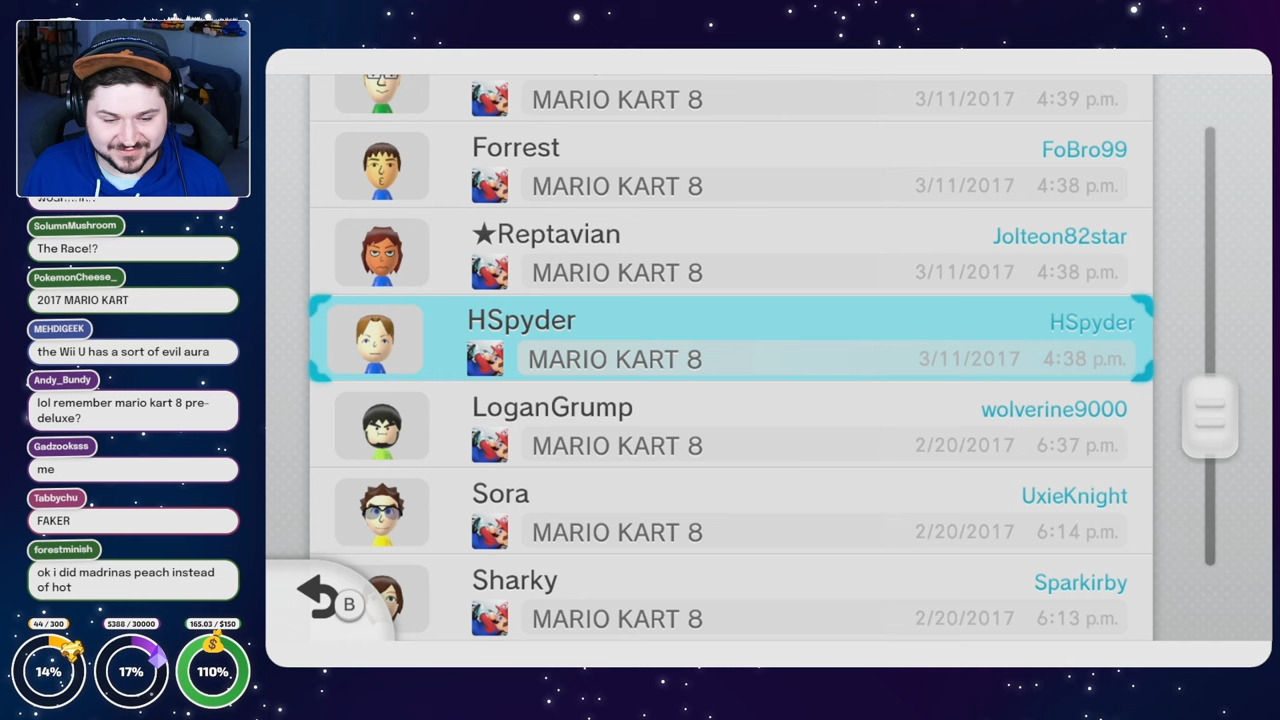 SolumnMushroom
The Race!?
PokemonCheese_
2017 MARIO KART
MEHDIGEEK
the Wii U has a sort of evil aura
Andy_Bundy
lol remember mario kart 8 pre-
deluxe?
Gadzooksss
me
Tabbychu
FAKER
forestminish
ok i did madrinas peach instead
of hot
44 / 300
5388 / 30000
165.03 / $150
14%
17%
110%
MARIO KART 8 3/11/2017 4:39 p.m.
Forrest FoBro99
MARIO KART 8 3/11/2017 4:38 p.m.
★Reptavian Jolteon82star
MARIO KART 8 3/11/2017 4:38 p.m.
HSpyder HSpyder
MARIO KART 8 3/11/2017 4:38 p.m.
LoganGrump wolverine9000
MARIO KART 8 2/20/2017 6:37 p.m.
Sora UxieKnight
MARIO KART 8 2/20/2017 6:14 p.m.
Sharky Sparkirby
MARIO KART 8 2/20/2017 6:13 p.m.
B